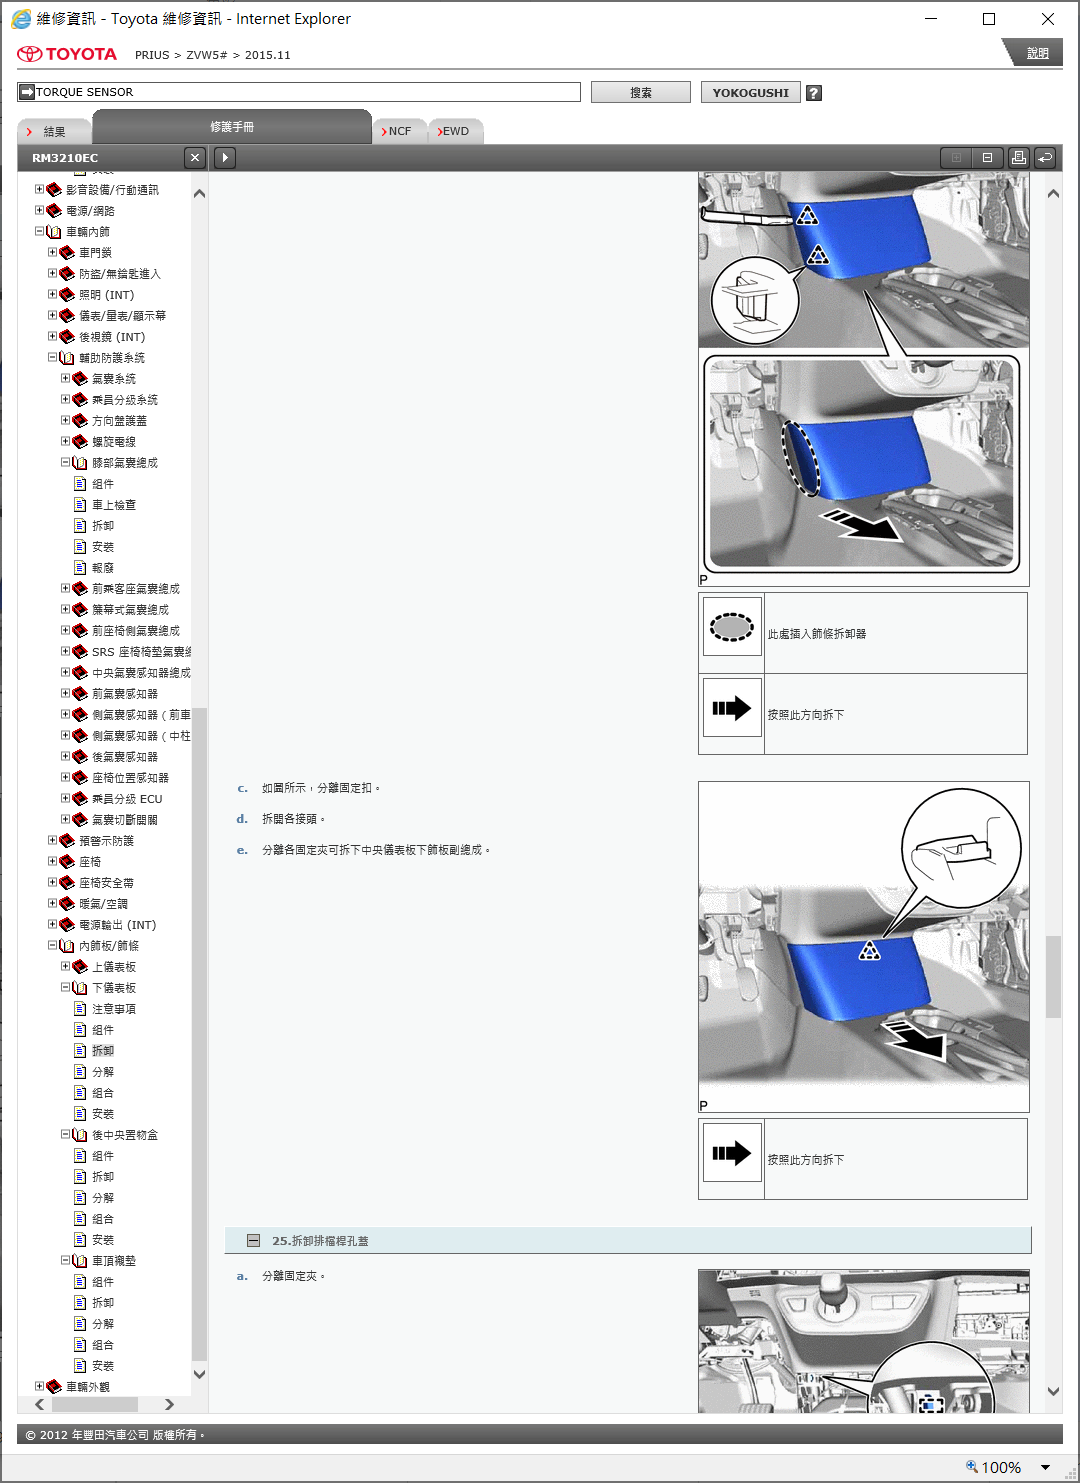 維修資訊 - Toyota 維修資訊 - Internet Explorer
TOYOTA
PRIUS > ZVW5# > 2015.11
說明
TORQUE SENSOR
搜索
YOKOGUSHI
?
結果
修護手冊
NCF
EWD
RM3210EC
影音設備/行動通訊
電源/網路
車輛內飾
車門鎖
防盜/無鑰匙進入
照明 (INT)
儀表/量表/顯示幕
後視鏡 (INT)
輔助防護系統
氣囊系統
乘員分級系統
方向盤護蓋
螺旋電線
膝部氣囊總成
組件
車上檢查
拆卸
安裝
報廢
前乘客座氣囊總成
簾幕式氣囊總成
前座椅側氣囊總成
SRS 座椅椅墊氣囊總
中央氣囊感知器總成
前氣囊感知器
側氣囊感知器 ( 前車
側氣囊感知器 ( 中柱
後氣囊感知器
座椅位置感知器
乘員分級 ECU
氣囊切斷開關
預警示防護
座椅
座椅安全帶
暖氣/空調
電源輸出 (INT)
內飾板/飾條
上儀表板
下儀表板
注意事項
組件
拆卸
分解
組合
安裝
後中央置物盒
組件
拆卸
分解
組合
安裝
車頂襯墊
組件
拆卸
分解
組合
安裝
車輛外觀
P
此處插入飾條拆卸器
按照此方向拆下
c. 如圖所示，分離固定扣。
d. 拆開各接頭。
e. 分離各固定夾可拆下中央儀表板下飾板副總成。
P
按照此方向拆下
25.拆卸排檔桿孔蓋
a. 分離固定夾。
© 2012 年豐田汽車公司 版權所有。
100%